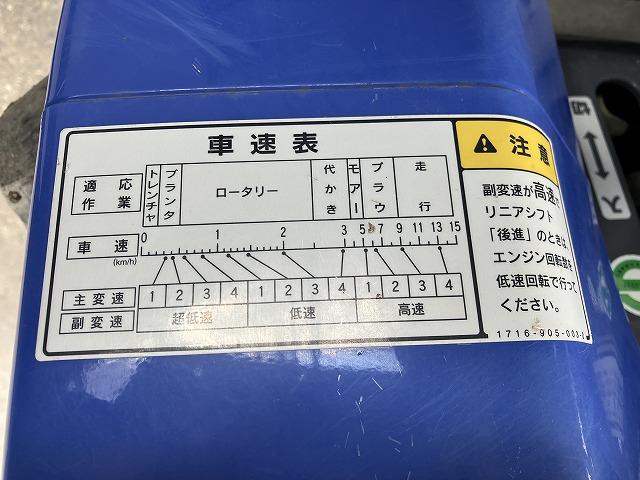 車速表
適応作業
トレンチャ
プランタ
ロータリー
代かき
モアー
プラウ
走行
車速
(km/h)
0 1 2 3 5 7 9 11 13 15
主変速 1 2 3 4 1 2 3 4 1 2 3 4
副変速 超低速 低速 高速
注意
副変速が高速で
リニアシフト
「後進」のときは
エンジン回転数を
低速回転で行って
ください。
1716-905-003-
切
入